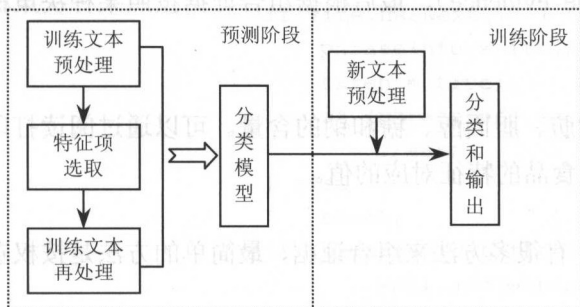 训练文本
预处理
特征项
选取
训练文本
再处理
预测阶段
分类模型
训练阶段
新文本
预处理
分类和输出